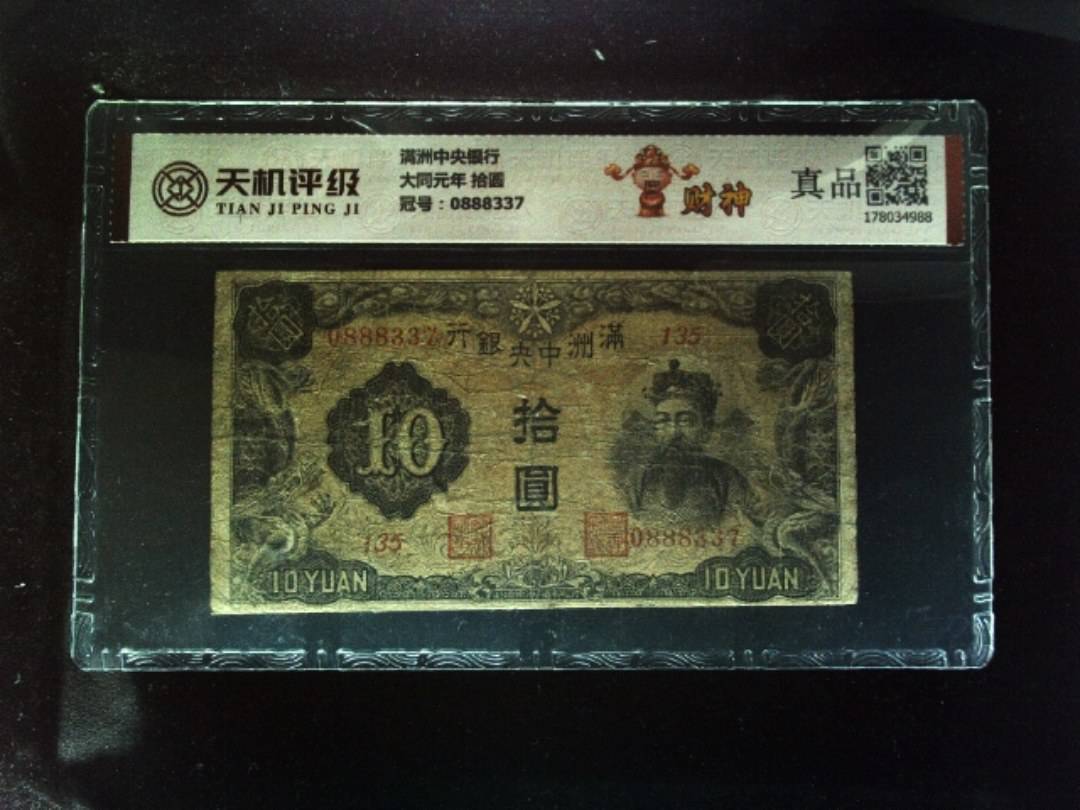 天机评级
TIAN JI PING JI
满洲中央银行
大同元年 拾圆
冠号：0888337
财神
真品
178034988
0888337
行銀央中洲滿
135
10
拾
圓
135
0888337
10 YUAN
10 YUAN